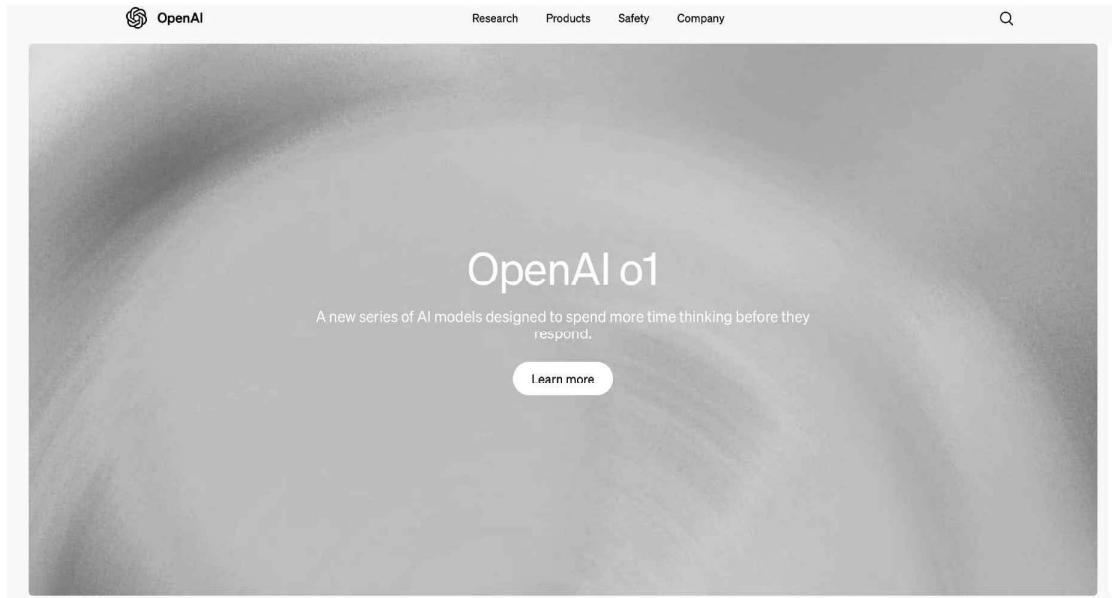 OpenAI
Research Products Safety Company
OpenAI o1
A new series of AI models designed to spend more time thinking before they
respond.
Learn more